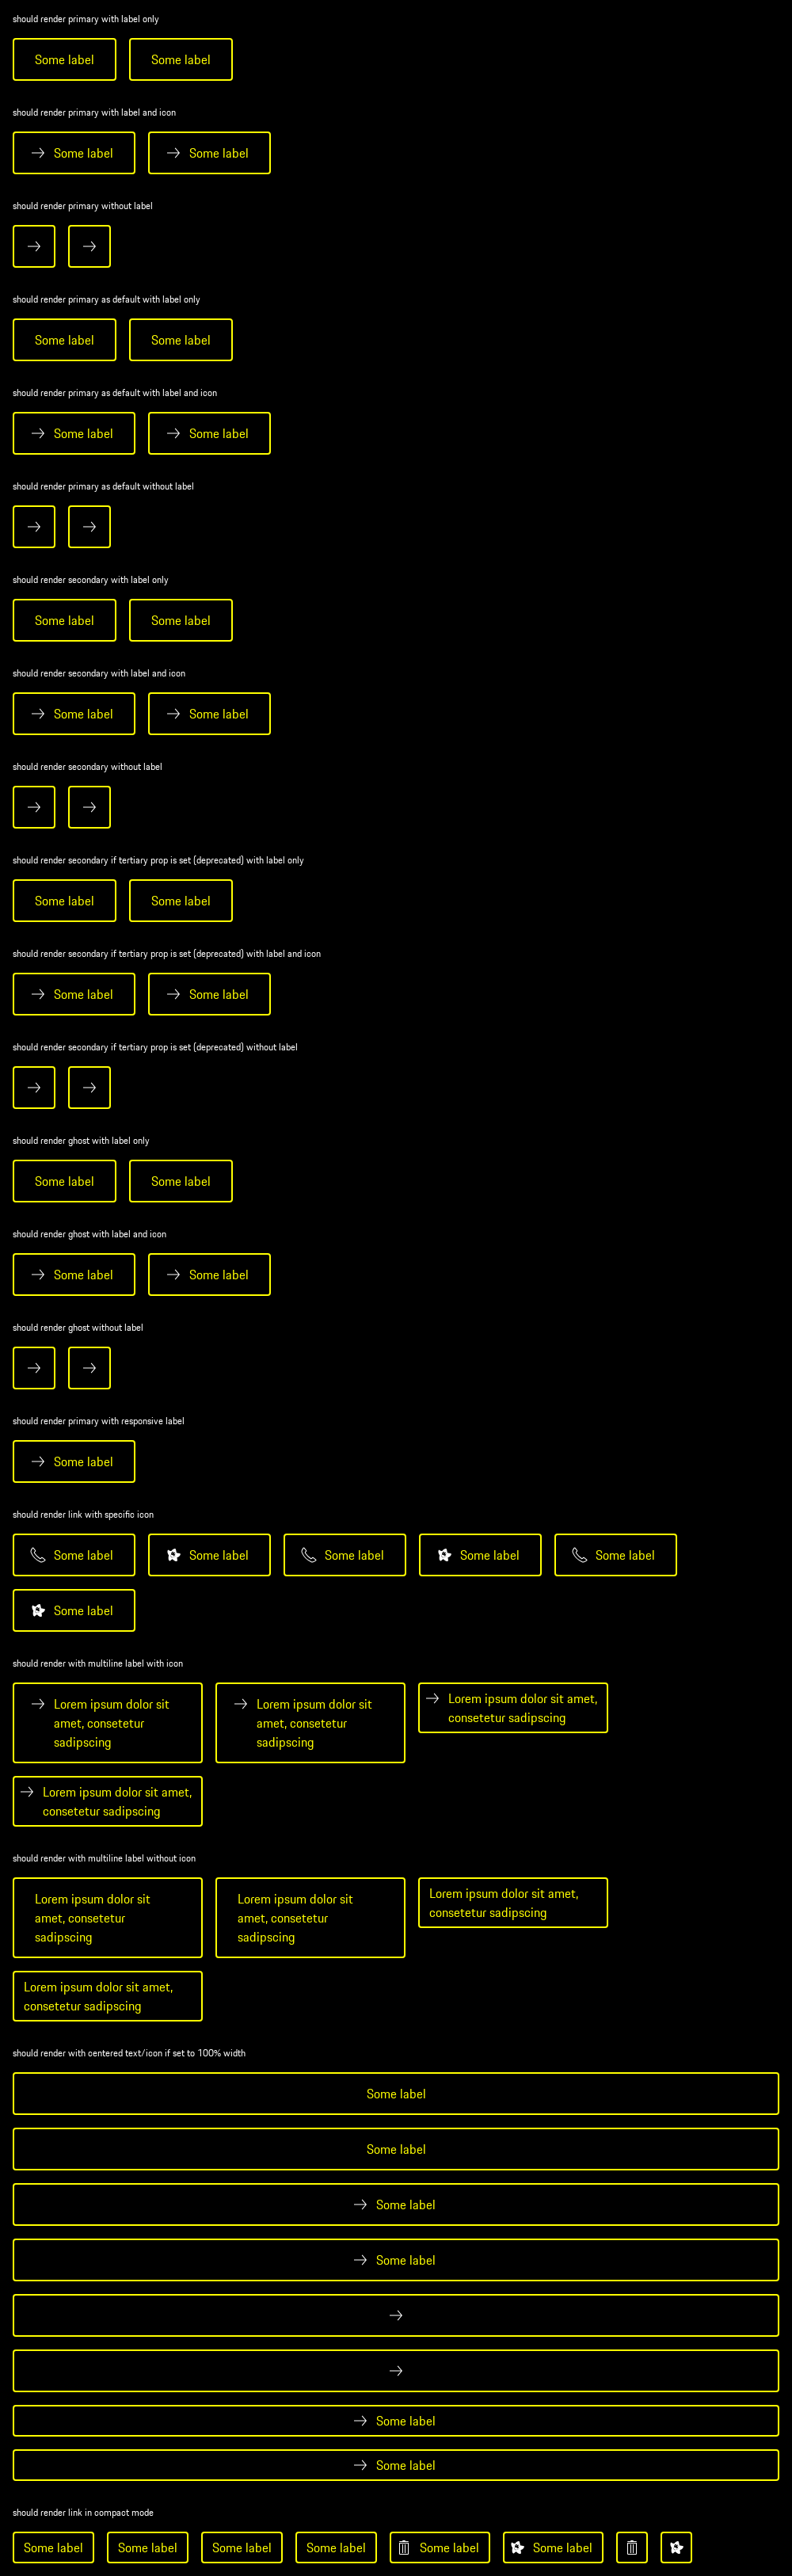 should render primary with label only
Some label Some label
should render primary with label and icon
Some label Some label
should render primary without label
should render primary as default with label only
Some label Some label
should render primary as default with label and icon
Some label Some label
should render primary as default without label
should render secondary with label only
Some label Some label
should render secondary with label and icon
Some label Some label
should render secondary without label
should render secondary if tertiary prop is set (deprecated) with label only
Some label Some label
should render secondary if tertiary prop is set (deprecated) with label and icon
Some label Some label
should render secondary if tertiary prop is set (deprecated) without label
should render ghost with label only
Some label Some label
should render ghost with label and icon
Some label Some label
should render ghost without label
should render primary with responsive label
Some label
should render link with specific icon
Some label Some label Some label Some label Some label
Some label
should render with multiline label with icon
Lorem ipsum dolor sit
amet, consetetur
sadipscing
Lorem ipsum dolor sit
amet, consetetur
sadipscing
Lorem ipsum dolor sit amet,
consetetur sadipscing
Lorem ipsum dolor sit amet,
consetetur sadipscing
should render with multiline label without icon
Lorem ipsum dolor sit
amet, consetetur
sadipscing
Lorem ipsum dolor sit
amet, consetetur
sadipscing
Lorem ipsum dolor sit amet,
consetetur sadipscing
Lorem ipsum dolor sit amet,
consetetur sadipscing
should render with centered text/icon if set to 100% width
Some label
Some label
Some label
Some label
Some label
Some label
should render link in compact mode
Some label Some label Some label Some label Some label Some label